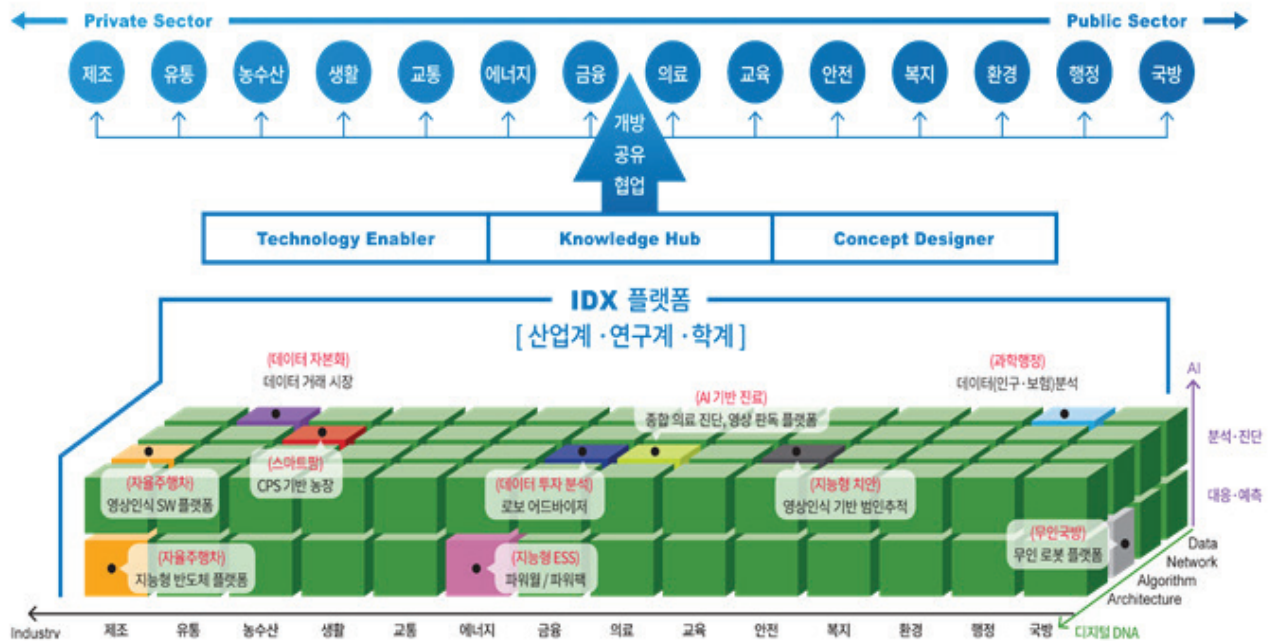 Private Sector
Public Sector
제조 유통 농수산 생활 교통 에너지 금융 의료 교육 안전 복지 환경 행정 국방
개방
공유
협업
Technology Enabler Knowledge Hub Concept Designer
IDX 플랫폼
[ 산업계 · 연구계 · 학계 ]
(데이터 자본화)
데이터 거래 시장
(과학행정)
데이터(인구·보험)분석
AI
(AI 기반 진료)
종합 의료 진단, 영상 판독 플랫폼
분석·진단
(스마트팜)
CPS 기반 농장
(자율주행차)
영상인식 SW 플랫폼
(데이터 투자 분석)
로보 어드바이저
(지능형 치안)
영상인식 기반 범인추적
대응·예측
(무인국방)
무인 로봇 플랫폼
(자율주행차)
지능형 반도체 플랫폼
(지능형 ESS)
파워월 / 파워팩
Data
Network
Algorithm
Architecture
디지털 DNA
Industry 제조 유통 농수산 생활 교통 에너지 금융 의료 교육 안전 복지 환경 행정 국방